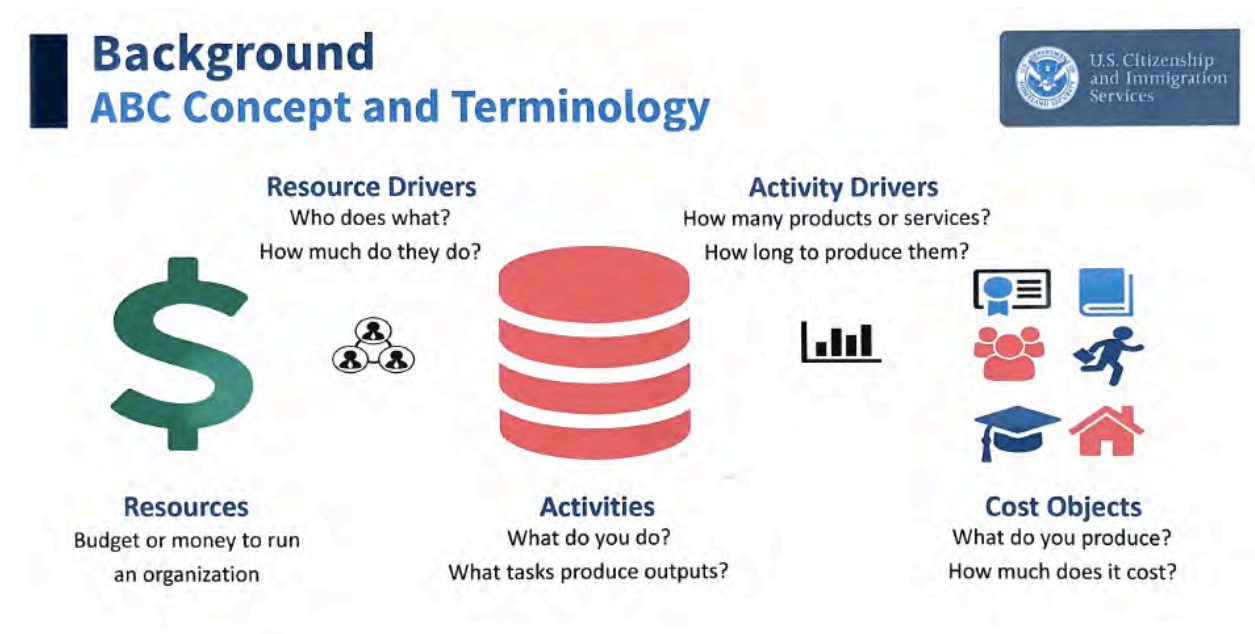 Background
ABC Concept and Terminology
U.S. Citizenship
and Immigration
Services
Resource Drivers
Who does what?
How much do they do?
Activity Drivers
How many products or services?
How long to produce them?
Resources
Budget or money to run
an organization
Activities
What do you do?
What tasks produce outputs?
Cost Objects
What do you produce?
How much does it cost?